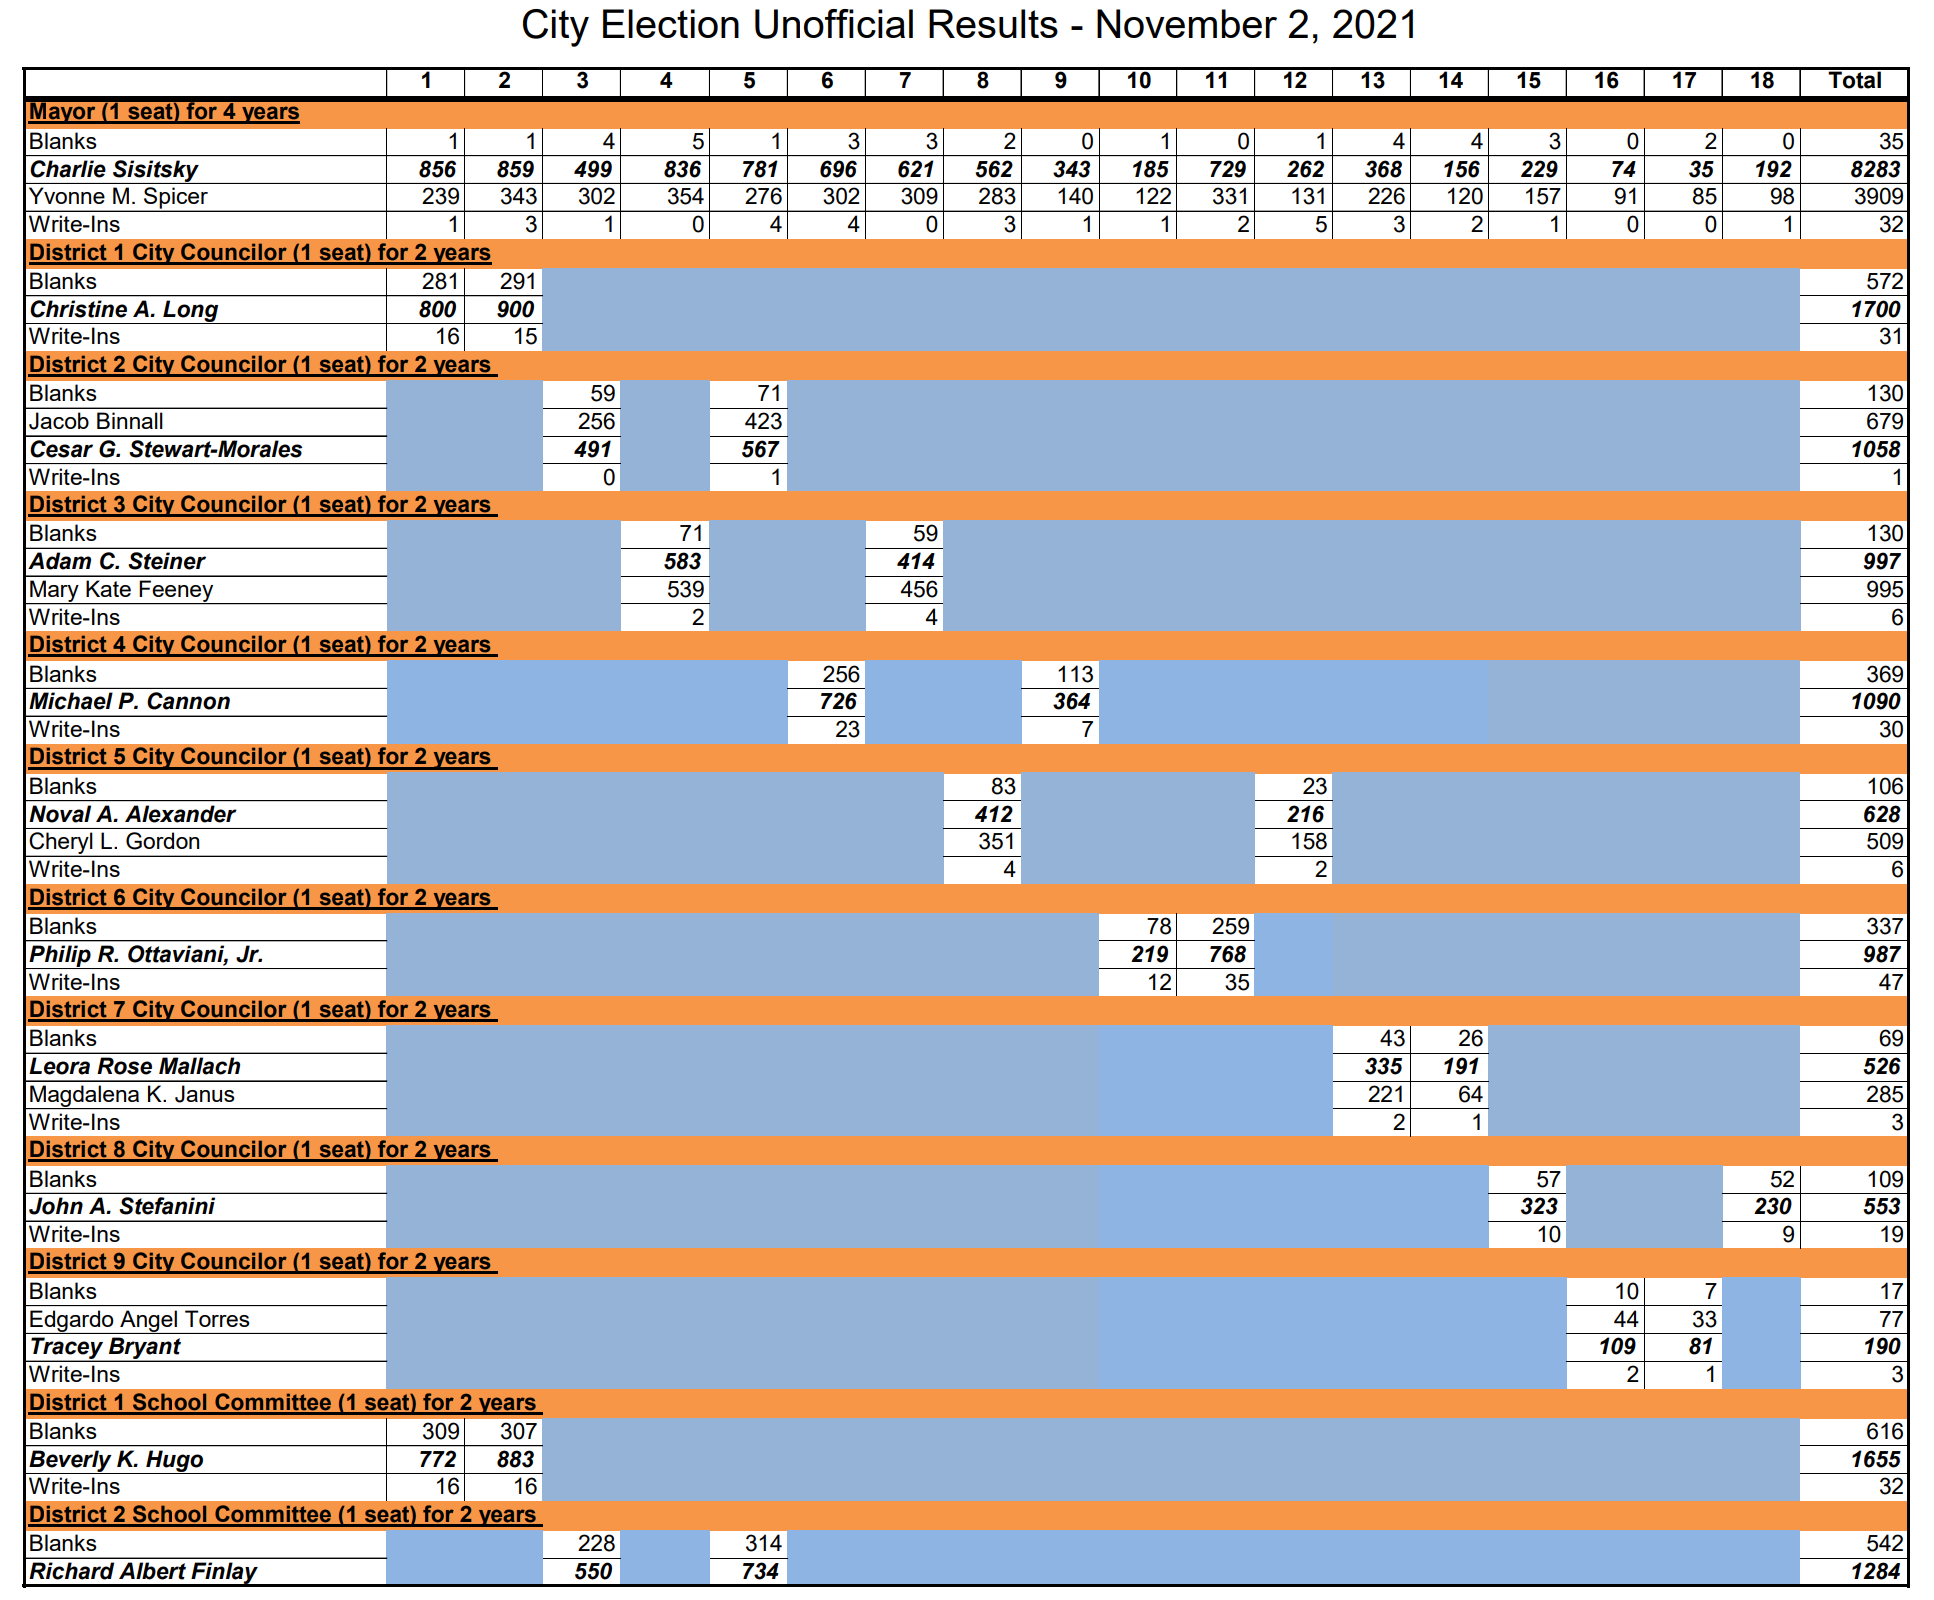 City Election Unofficial Results - November 2, 2021
1 2 3 4 5 6 7 8 9 10 11 12 13 14 15 16 17 18 Total
Mayor (1 seat) for 4 years
Blanks 1 1 4 5 1 3 3 2 0 1 0 1 4 4 3 0 2 0 35
Charlie Sisitsky 856 859 499 836 781 696 621 562 343 185 729 262 368 156 229 74 35 192 8283
Yvonne M. Spicer 239 343 302 354 276 302 309 283 140 122 331 131 226 120 157 91 85 98 3909
Write-Ins 1 3 1 0 4 4 0 3 1 1 2 5 3 2 1 0 0 1 32
District 1 City Councilor (1 seat) for 2 years
Blanks 281 291 572
Christine A. Long 800 900 1700
Write-Ins 16 15 31
District 2 City Councilor (1 seat) for 2 years
Blanks 59 71 130
Jacob Binnall 256 423 679
Cesar G. Stewart-Morales 491 567 1058
Write-Ins 0 1 1
District 3 City Councilor (1 seat) for 2 years
Blanks 71 59 130
Adam C. Steiner 583 414 997
Mary Kate Feeney 539 456 995
Write-Ins 2 4 6
District 4 City Councilor (1 seat) for 2 years
Blanks 256 113 369
Michael P. Cannon 726 364 1090
Write-Ins 23 7 30
District 5 City Councilor (1 seat) for 2 years
Blanks 83 23 106
Noval A. Alexander 412 216 628
Cheryl L. Gordon 351 158 509
Write-Ins 4 2 6
District 6 City Councilor (1 seat) for 2 years
Blanks 78 259 337
Philip R. Ottaviani, Jr. 219 768 987
Write-Ins 12 35 47
District 7 City Councilor (1 seat) for 2 years
Blanks 43 26 69
Leora Rose Mallach 335 191 526
Magdalena K. Janus 221 64 285
Write-Ins 2 1 3
District 8 City Councilor (1 seat) for 2 years
Blanks 57 52 109
John A. Stefanini 323 230 553
Write-Ins 10 9 19
District 9 City Councilor (1 seat) for 2 years
Blanks 10 7 17
Edgardo Angel Torres 44 33 77
Tracey Bryant 109 81 190
Write-Ins 2 1 3
District 1 School Committee (1 seat) for 2 years
Blanks 309 307 616
Beverly K. Hugo 772 883 1655
Write-Ins 16 16 32
District 2 School Committee (1 seat) for 2 years
Blanks 228 314 542
Richard Albert Finlay 550 734 1284